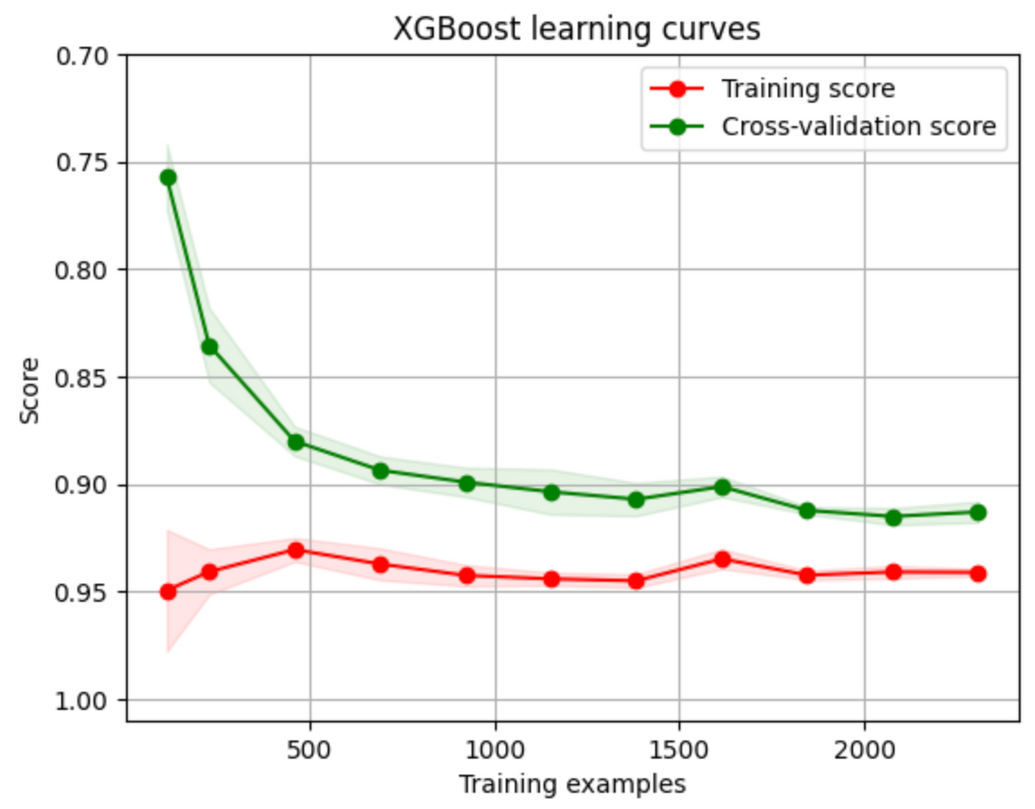 XGBoost learning curves
0.70
0.75
0.80
0.85
0.90
0.95
1.00
Score
Training score
Cross-validation score
500
1000
1500
2000
Training examples